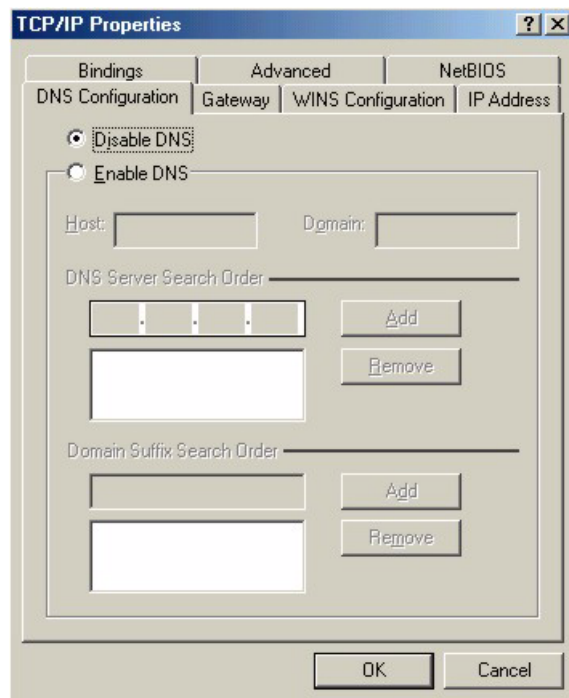 TCP/IP Properties
Bindings Advanced NetBIOS
DNS Configuration Gateway WINS Configuration IP Address
Disable DNS
Enable DNS
Host: Domain:
DNS Server Search Order
. . . Add
Remove
Domain Suffix Search Order
Add
Remove
OK Cancel